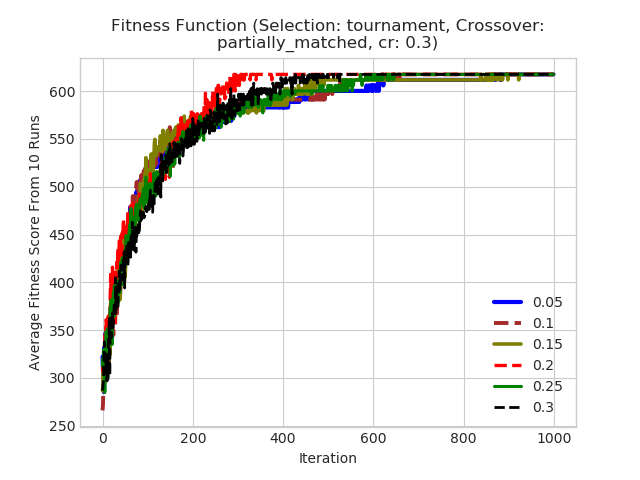 Fitness Function (Selection: tournament, Crossover:
partially_matched, cr: 0.3)
Average Fitness Score From 10 Runs
600
550
500
450
400
350
300
250
0.05
0.1
0.15
0.2
0.25
0.3
0 200 400 600 800 1000
Iteration